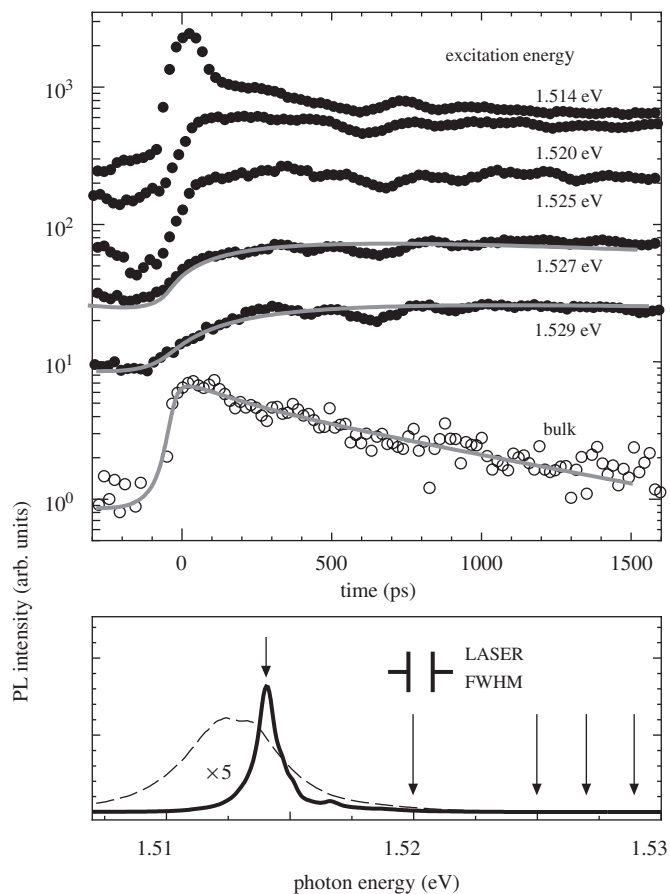 excitation energy
10³
1.514 eV
1.520 eV
10²
1.525 eV
1.527 eV
10¹
1.529 eV
bulk
10⁰
0 500 1000 1500
time (ps)
PL intensity (arb. units)
LASER
FWHM
×5
1.51 1.52 1.53
photon energy (eV)